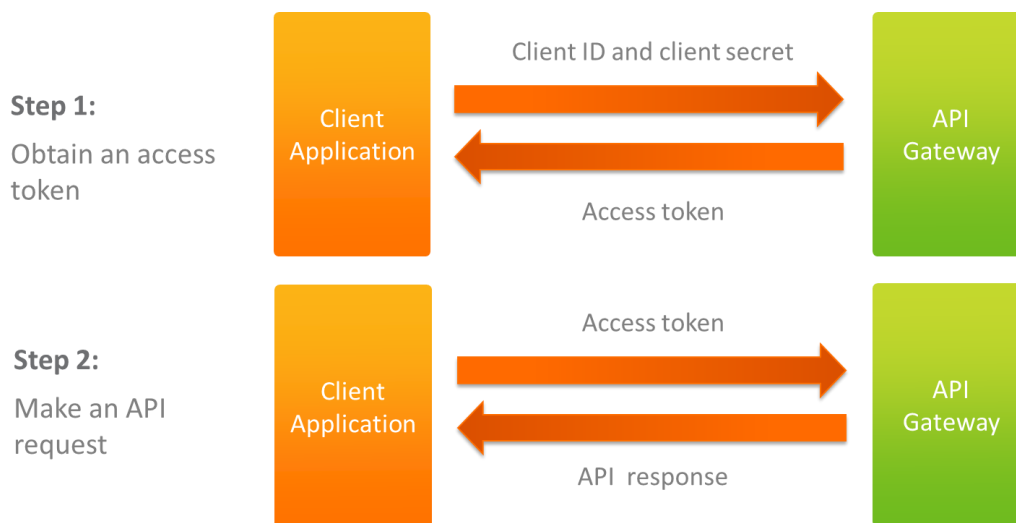 Client ID and client secret
Step 1:
Obtain an access
token
Client
Application
API
Gateway
Access token
Step 2:
Make an API
request
Access token
Client
Application
API
Gateway
API response